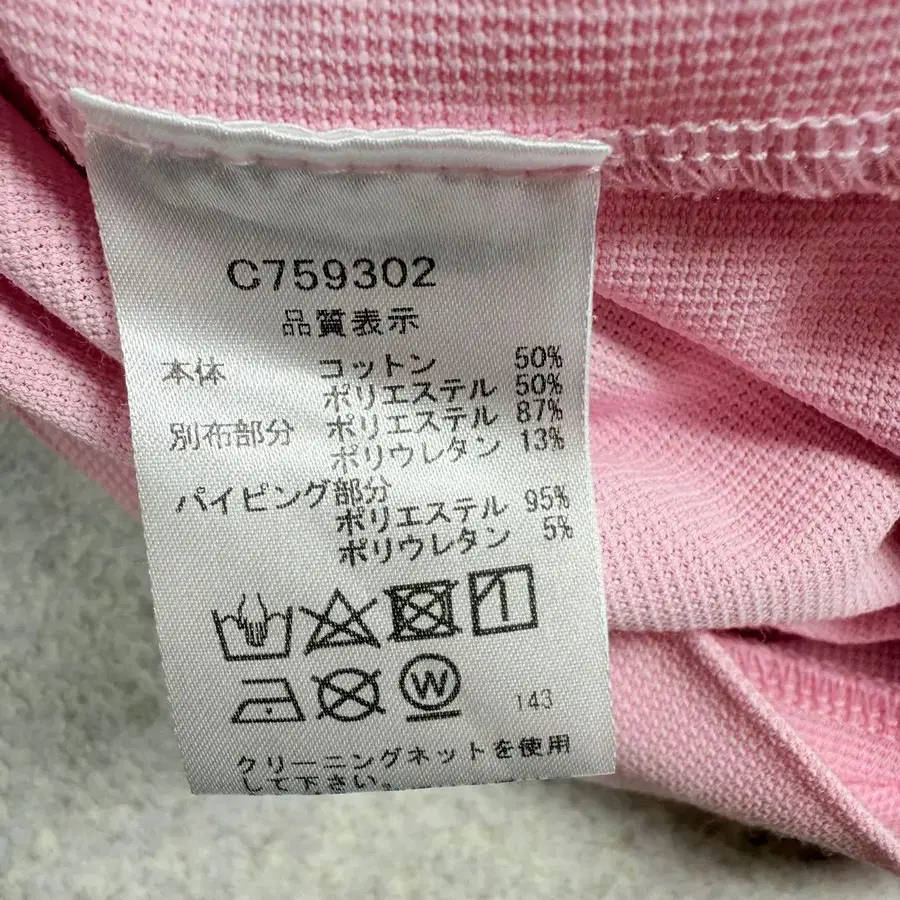 C759302
品質表示
本体 コットン 50%
ポリエステル 50%
別布部分 ポリエステル 87%
ポリウレタン 13%
パイピング部分
ポリエステル 95%
ポリウレタン 5%
W
143
クリーニングネットを使用
して下さい。